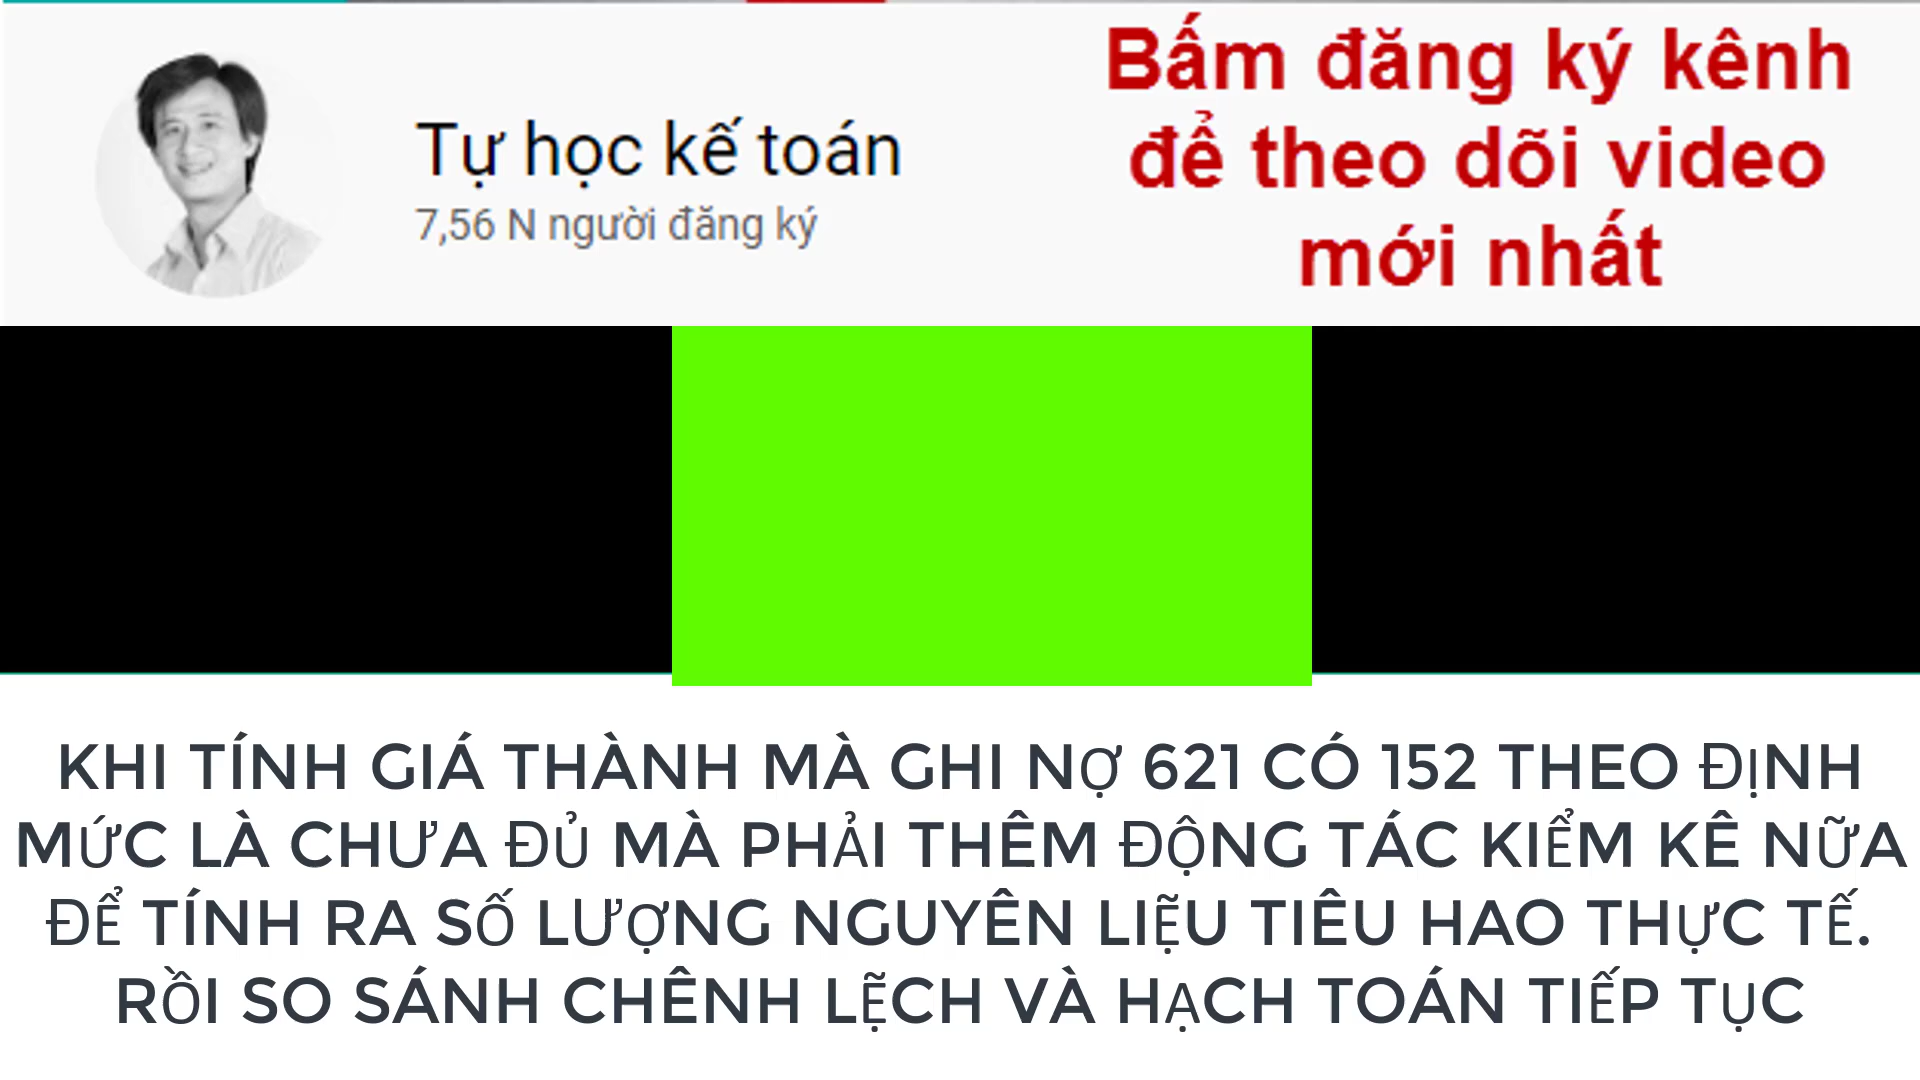 Tự học kế toán
7,56 N người đăng ký
Bấm đăng ký kênh
để theo dõi video
mới nhất
KHI TÍNH GIÁ THÀNH MÀ GHI NỢ 621 CÓ 152 THEO ĐỊNH
MỨC LÀ CHƯA ĐỦ MÀ PHẢI THÊM ĐỘNG TÁC KIỂM KÊ NỮA
ĐỂ TÍNH RA SỐ LƯỢNG NGUYÊN LIỆU TIÊU HAO THỰC TẾ.
RỒI SO SÁNH CHÊNH LỆCH VÀ HẠCH TOÁN TIẾP TỤC